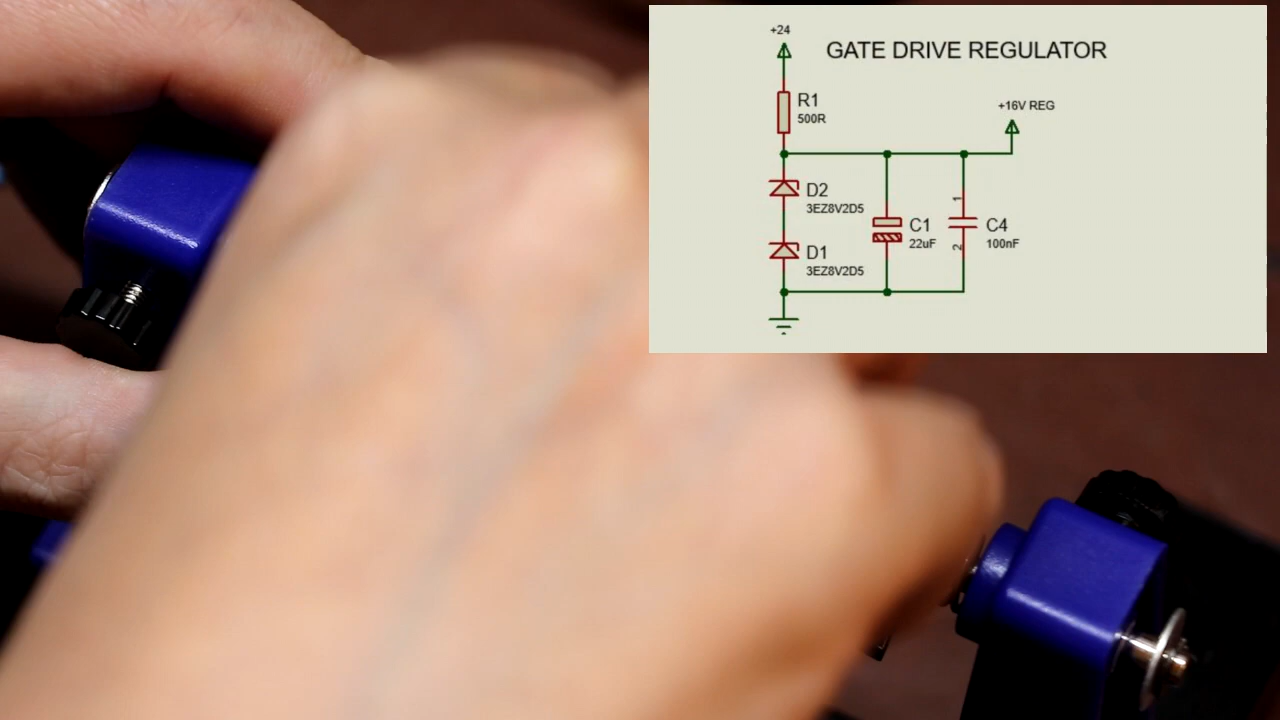 +24
GATE DRIVE REGULATOR
R1
500R
+16V REG
D2
3EZ8V2D5
1
C1
22uF
C4
100nF
2
D1
3EZ8V2D5